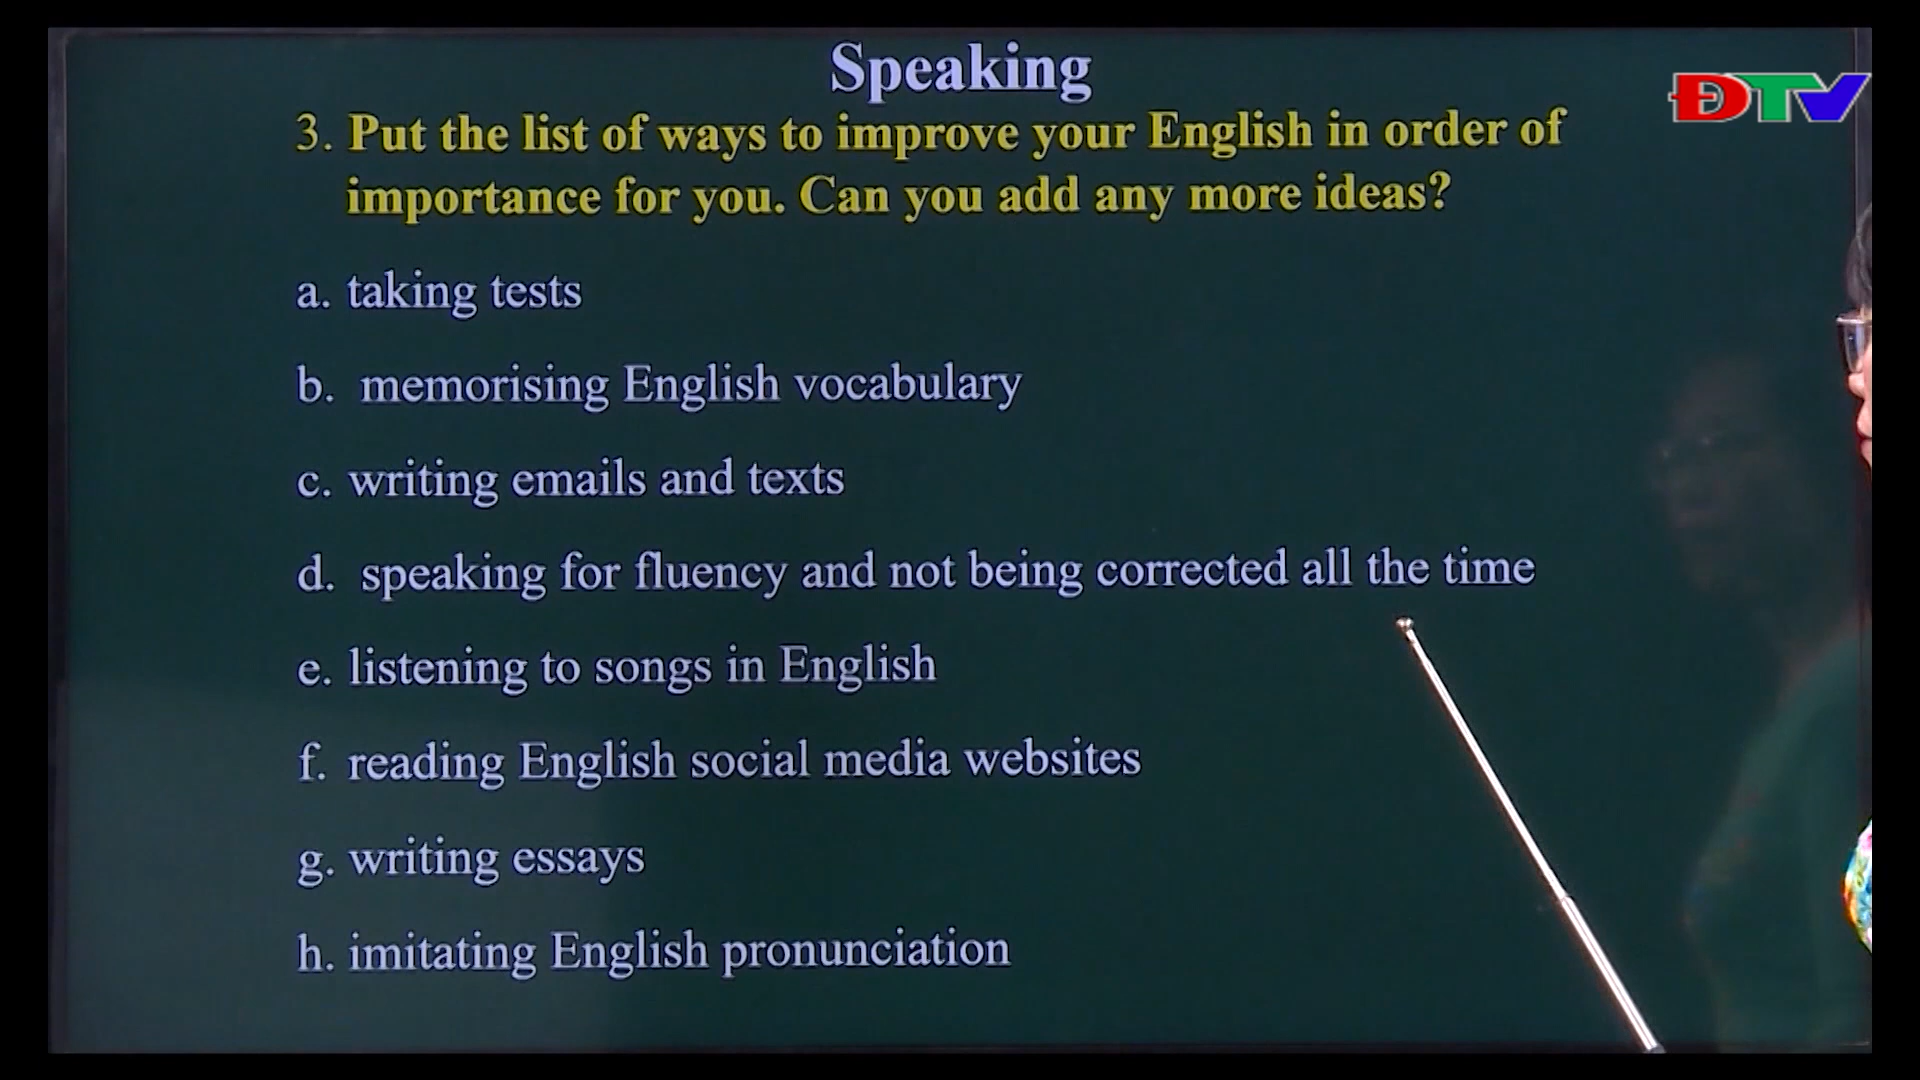 Speaking
ĐTV
3. Put the list of ways to improve your English in order of
importance for you. Can you add any more ideas?
a. taking tests
b. memorising English vocabulary
c. writing emails and texts
d. speaking for fluency and not being corrected all the time
e. listening to songs in English
f. reading English social media websites
g. writing essays
h. imitating English pronunciation